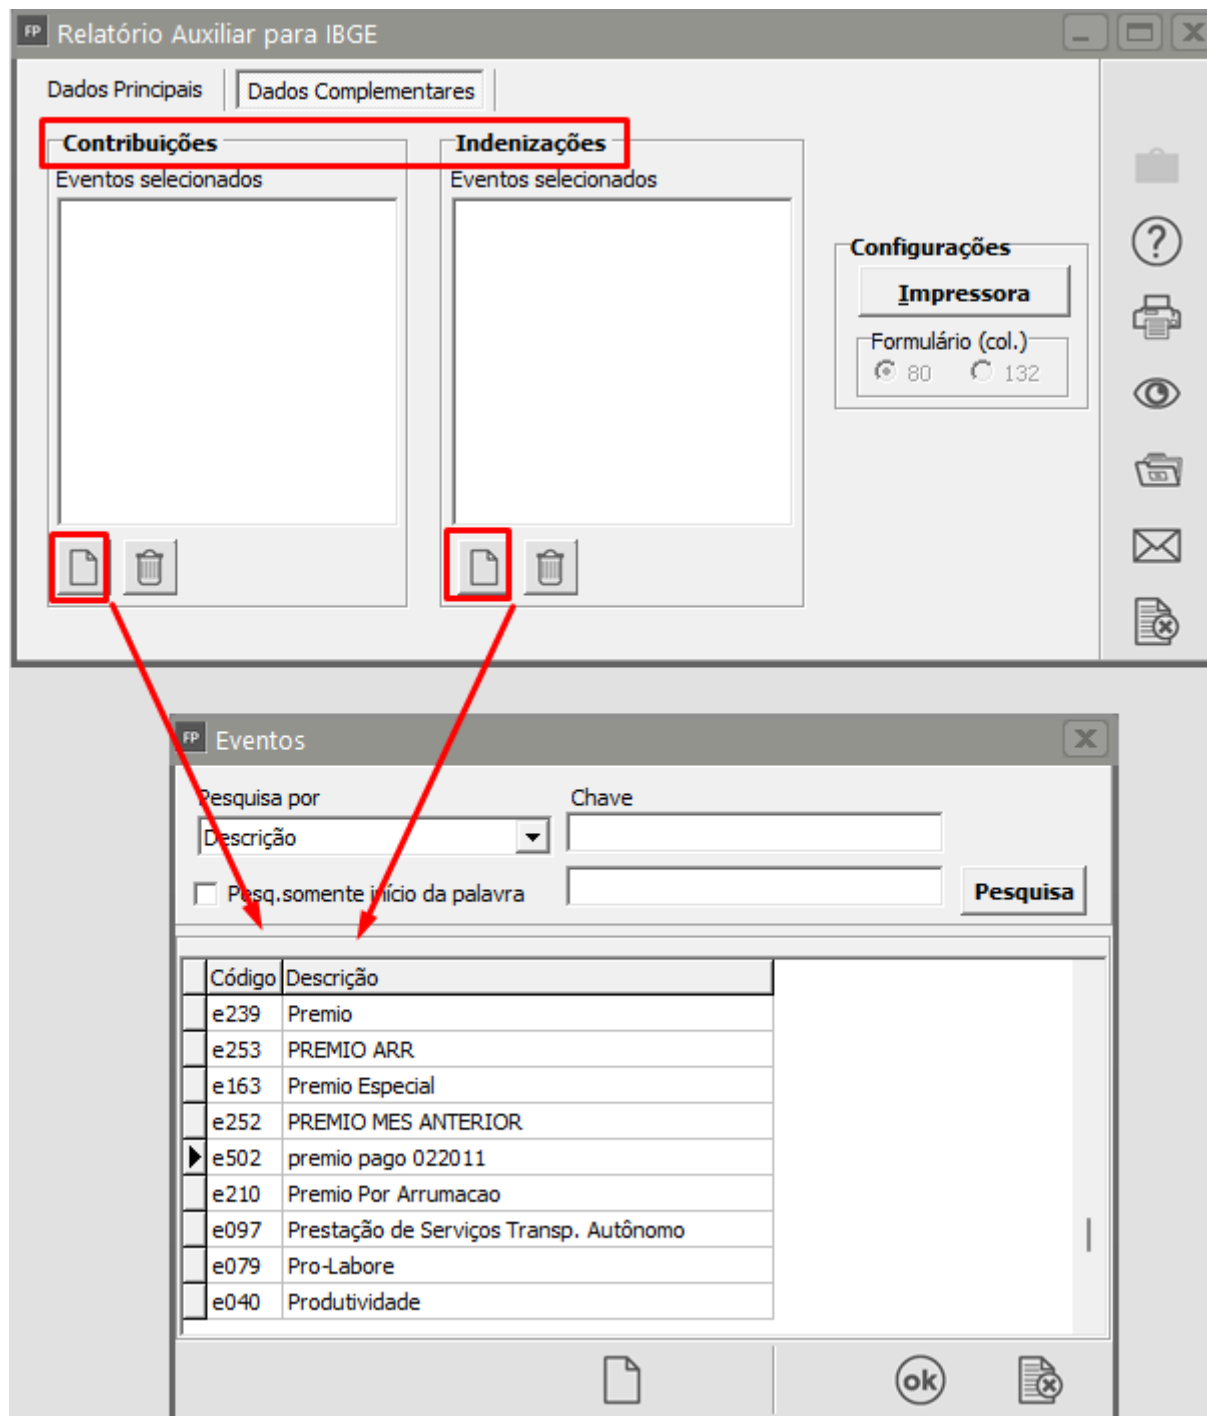 FP Relatório Auxiliar para IBGE
Dados Principais Dados Complementares
Contribuições Indenizações
Eventos selecionados Eventos selecionados
Configurações
Impressora
Formulário (col.)
80 132
FP Eventos
Pesquisa por Chave
Descrição
Pesq.somente início da palavra Pesquisa
Código Descrição
e239 Premio
e253 PREMIO ARR
e163 Premio Especial
e252 PREMIO MES ANTERIOR
e502 premio pago 022011
e210 Premio Por Arrumacao
e097 Prestação de Serviços Transp. Autônomo
e079 Pro-Labore
e040 Produtividade
ok